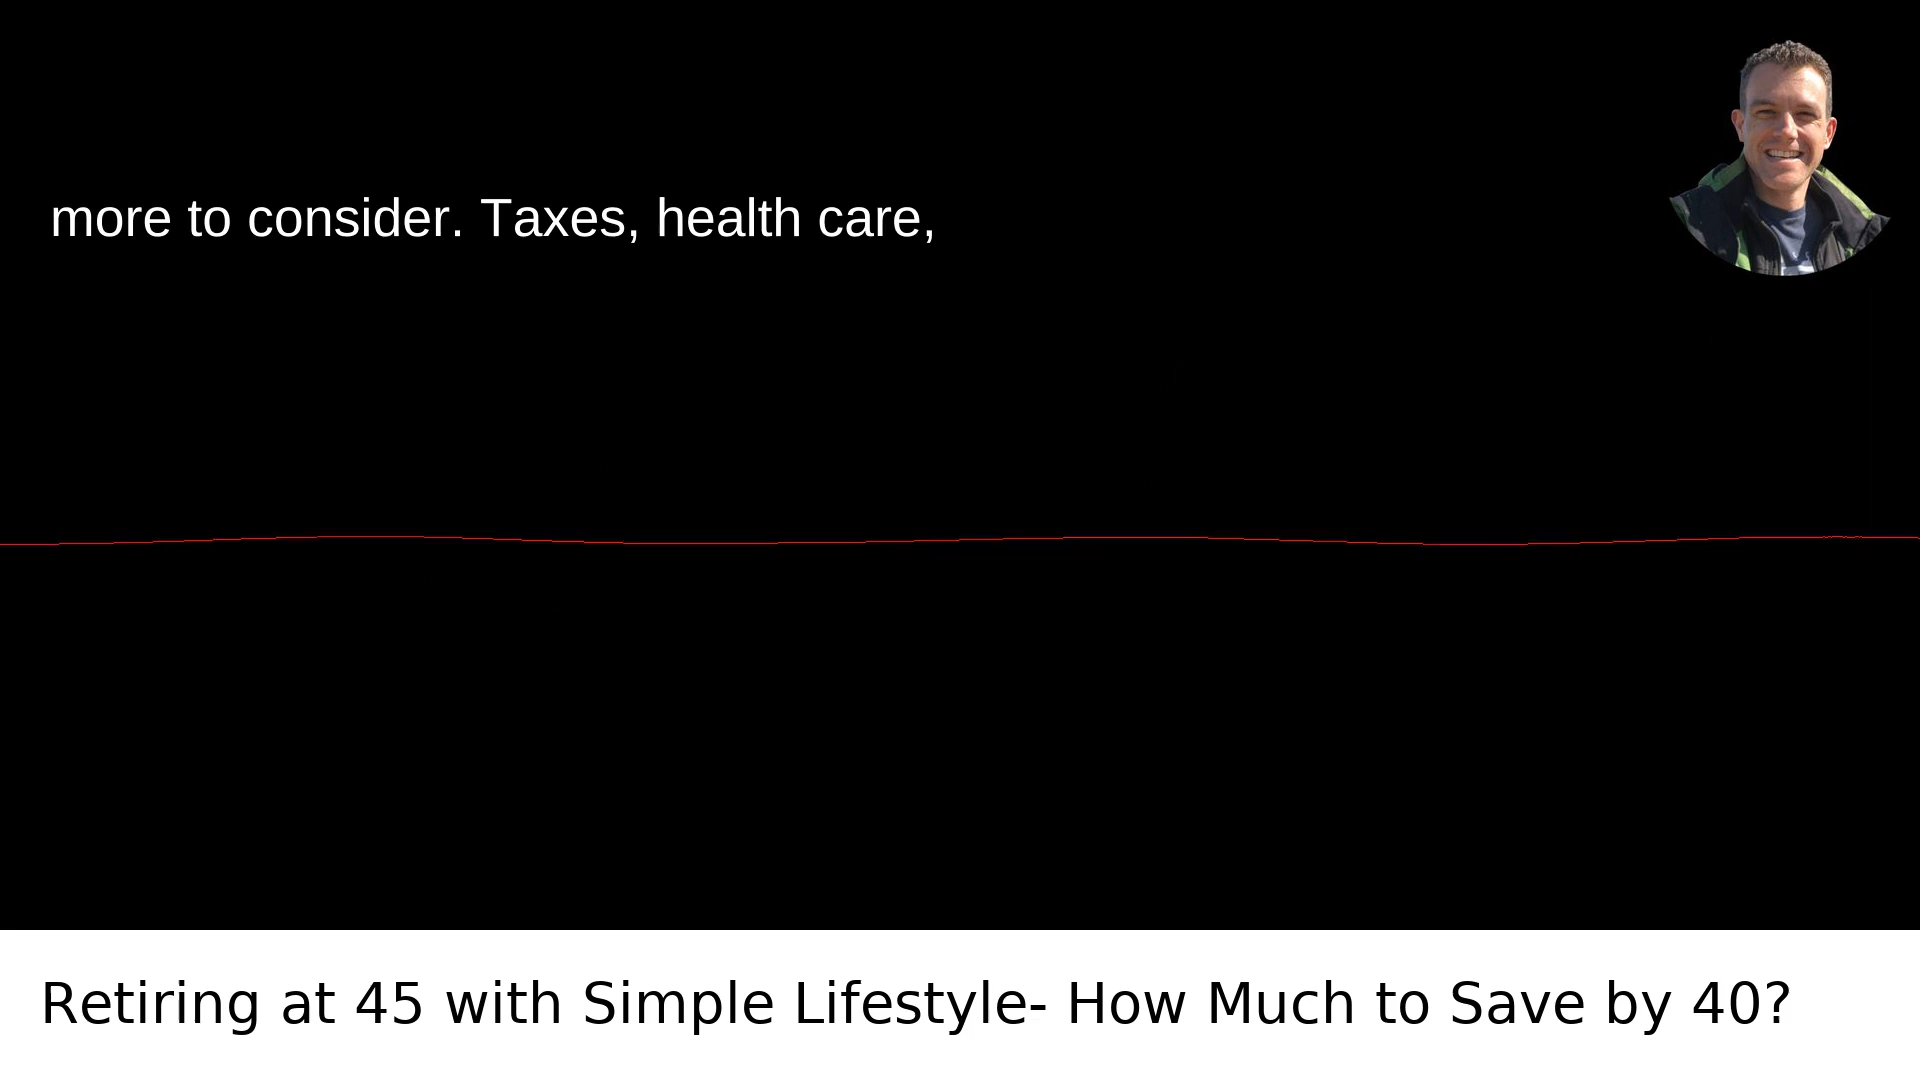 more to consider. Taxes, health care,
Retiring at 45 with Simple Lifestyle- How Much to Save by 40?